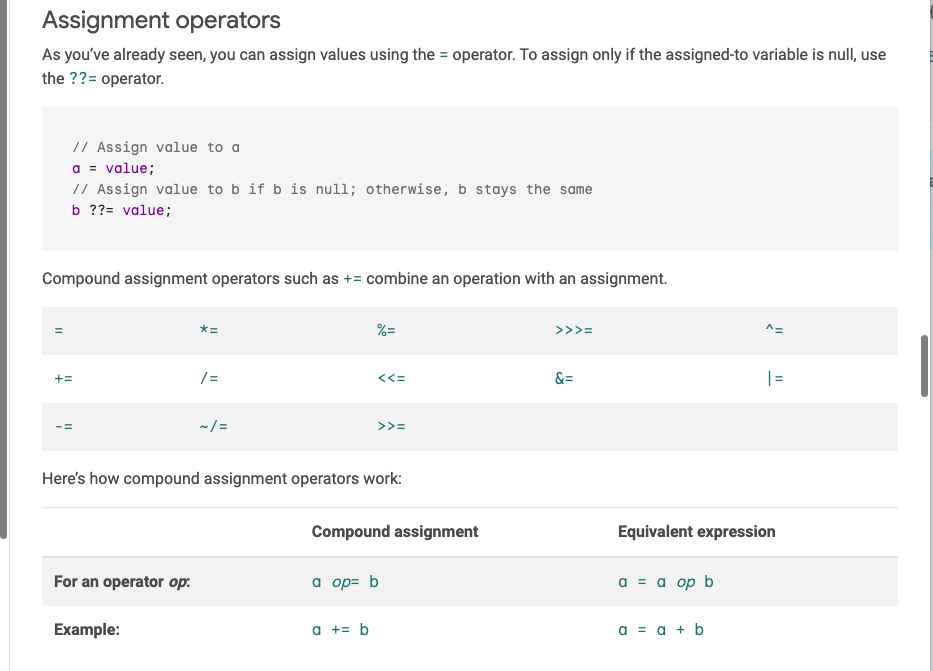 Assignment operators
As you’ve already seen, you can assign values using the = operator. To assign only if the assigned-to variable is null, use
the ??= operator.
// Assign value to a
a = value;
// Assign value to b if b is null; otherwise, b stays the same
b ??= value;
Compound assignment operators such as += combine an operation with an assignment.
= *= %= >>>= ^=
+= /= <<= &= |=
-= ~/= >>=
Here’s how compound assignment operators work:
Compound assignment Equivalent expression
For an operator op: a op= b a = a op b
Example: a += b a = a + b